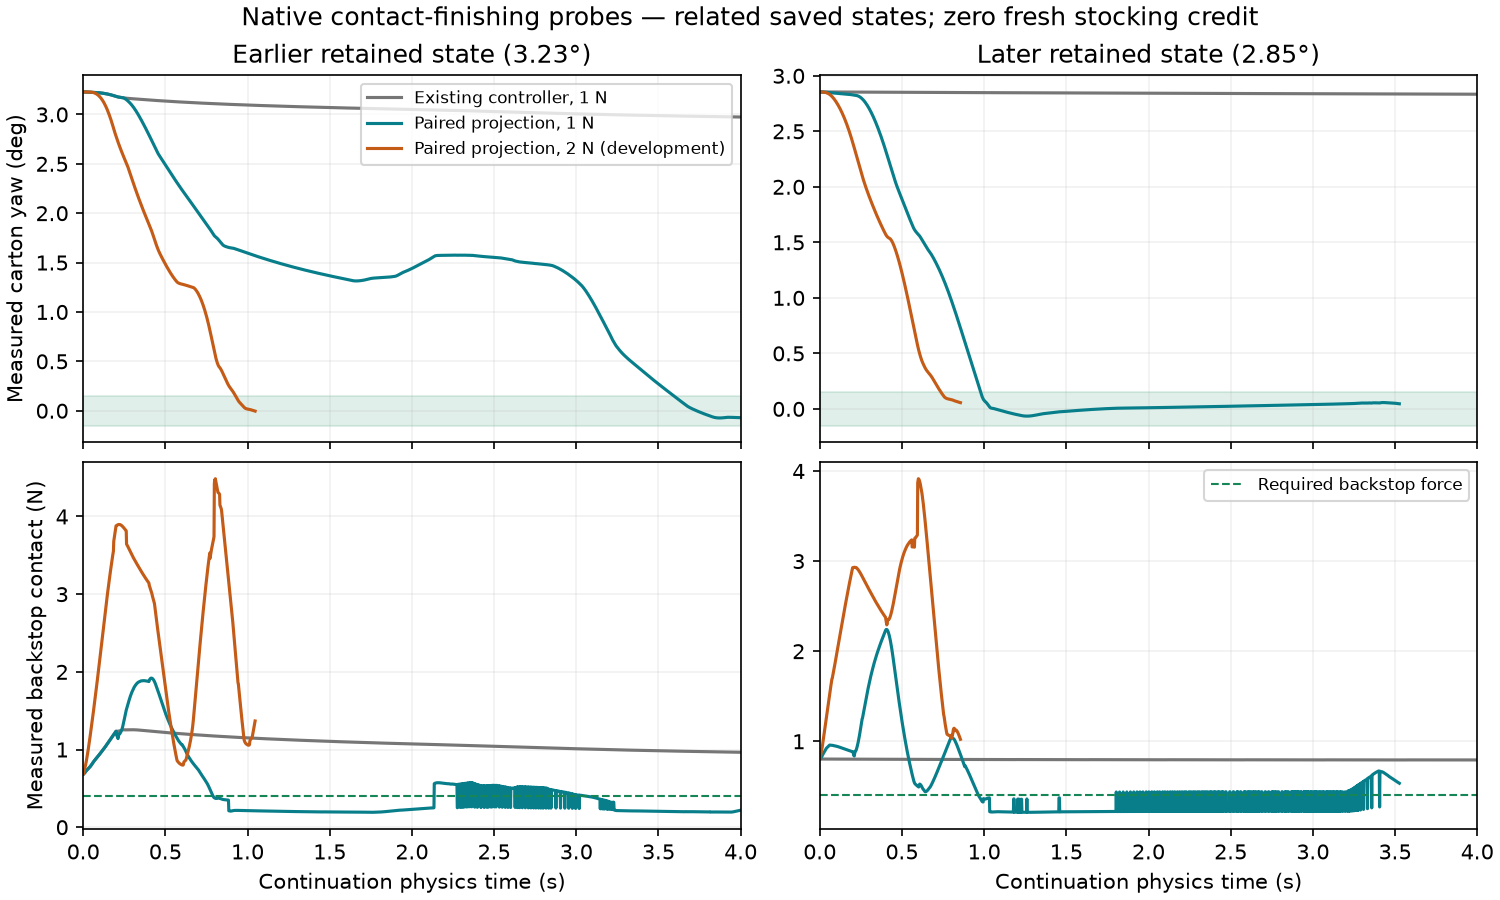 Native contact-finishing probes — related saved states; zero fresh stocking credit
Earlier retained state (3.23°)
Later retained state (2.85°)
Measured carton yaw (deg)
3.0
2.5
2.0
1.5
1.0
0.5
0.0
Existing controller, 1 N
Paired projection, 1 N
Paired projection, 2 N (development)
3.0
2.5
2.0
1.5
1.0
0.5
0.0
Measured backstop contact (N)
4
3
2
1
0
0.0 0.5 1.0 1.5 2.0 2.5 3.0 3.5 4.0
Continuation physics time (s)
4
3
2
1
Required backstop force
0.0 0.5 1.0 1.5 2.0 2.5 3.0 3.5 4.0
Continuation physics time (s)